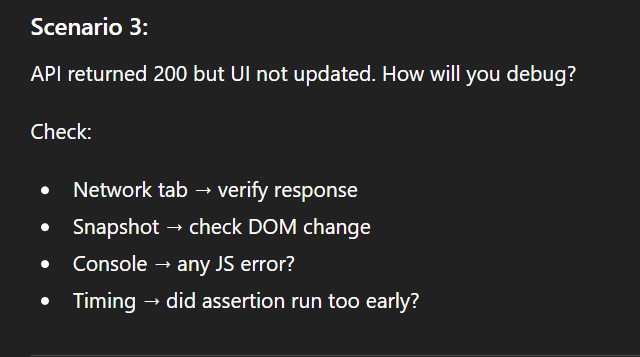 Scenario 3:
API returned 200 but UI not updated. How will you debug?
Check:
• Network tab → verify response
• Snapshot → check DOM change
• Console → any JS error?
• Timing → did assertion run too early?